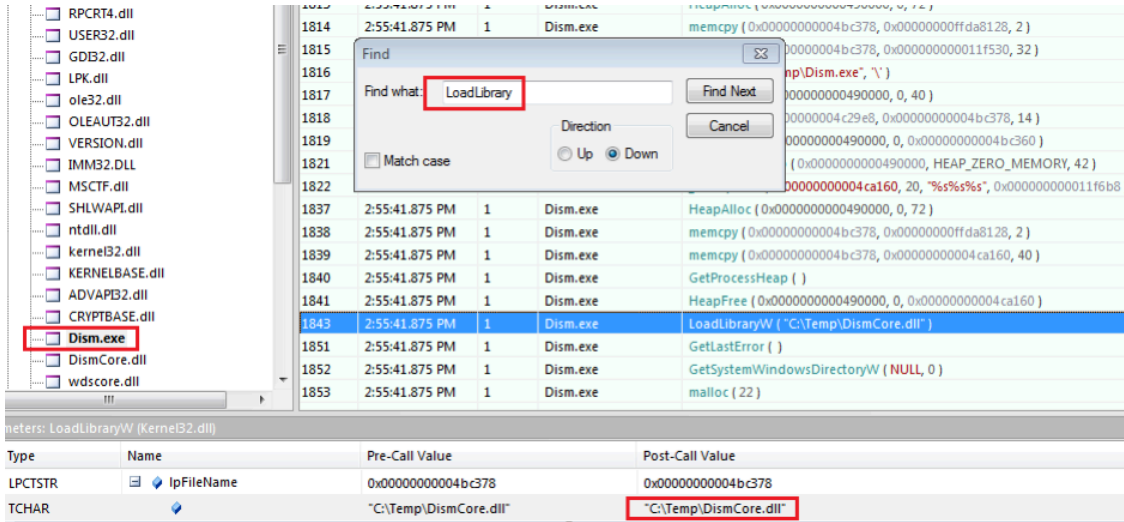 RPCRT4.dll
USER32.dll
GDI32.dll
LPK.dll
ole32.dll
OLEAUT32.dll
VERSION.dll
IMM32.DLL
MSCTF.dll
SHLWAPI.dll
ntdll.dll
kernel32.dll
KERNELBASE.dll
ADVAPI32.dll
CRYPTBASE.dll
Dism.exe
DismCore.dll
wdscore.dll
1814 2:55:41.875 PM 1 Dism.exe memcpy ( 0x00000000004bc378, 0x00000000ffda8128, 2 )
1815 00000004bc378, 0x000000000011f530, 32 )
1816 mp\Dism.exe", '\' )
1817 00000000490000, 0, 40 )
1818 00000004c29e8, 0x00000000004bc378, 14 )
1819 00000000490000, 0, 0x00000000004bc360 )
1821 ( 0x0000000000490000, HEAP_ZERO_MEMORY, 42 )
1822 00000000004ca160, 20, "%s%s%s", 0x000000000011f6b8
Find
Find what: LoadLibrary
Find Next
Direction
Cancel
Match case
Up Down
1837 2:55:41.875 PM 1 Dism.exe HeapAlloc ( 0x0000000000490000, 0, 72 )
1838 2:55:41.875 PM 1 Dism.exe memcpy ( 0x00000000004bc378, 0x00000000ffda8128, 2 )
1839 2:55:41.875 PM 1 Dism.exe memcpy ( 0x00000000004bc378, 0x00000000004ca160, 40 )
1840 2:55:41.875 PM 1 Dism.exe GetProcessHeap ( )
1841 2:55:41.875 PM 1 Dism.exe HeapFree ( 0x0000000000490000, 0, 0x00000000004ca160 )
1843 2:55:41.875 PM 1 Dism.exe LoadLibraryW ( "C:\Temp\DismCore.dll" )
1851 2:55:41.875 PM 1 Dism.exe GetLastError ( )
1852 2:55:41.875 PM 1 Dism.exe GetSystemWindowsDirectoryW ( NULL, 0 )
1853 2:55:41.875 PM 1 Dism.exe malloc ( 22 )
meters: LoadLibraryW (Kernel32.dll)
Type Name Pre-Call Value Post-Call Value
LPCTSTR lpFileName 0x00000000004bc378 0x00000000004bc378
TCHAR "C:\Temp\DismCore.dll" "C:\Temp\DismCore.dll"